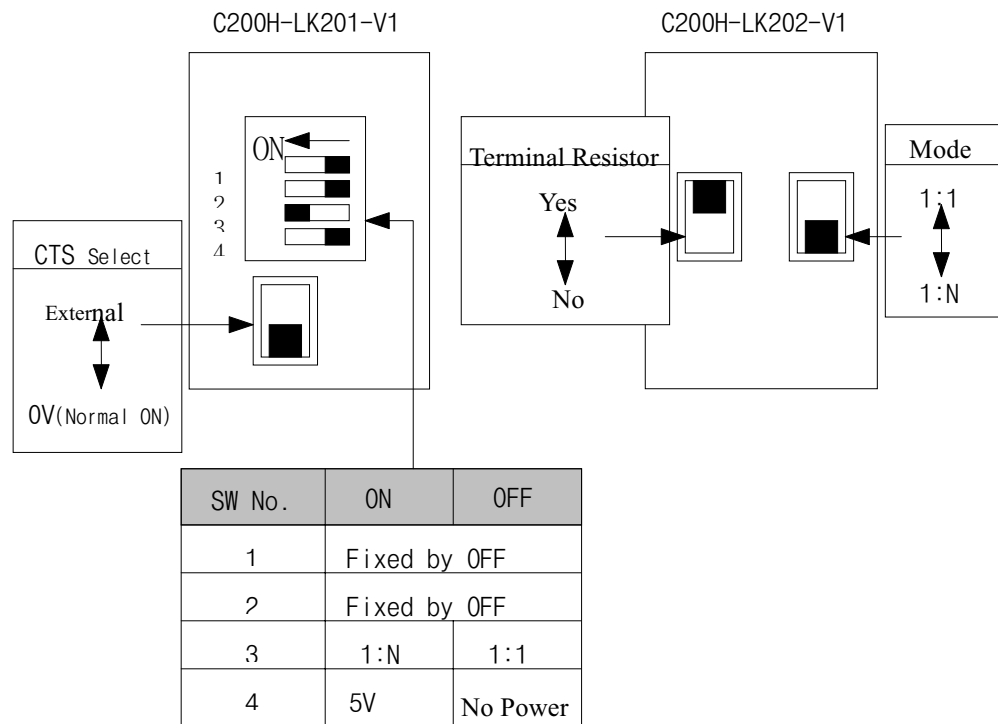 C200H-LK201-V1
ON
1
2
3
4
CTS Select
External
0V(Normal ON)
C200H-LK202-V1
Terminal Resistor
Yes
No
Mode
1:1
1:N
SW No. ON OFF
1 Fixed by OFF
2 Fixed by OFF
3 1:N 1:1
4 5V No Power